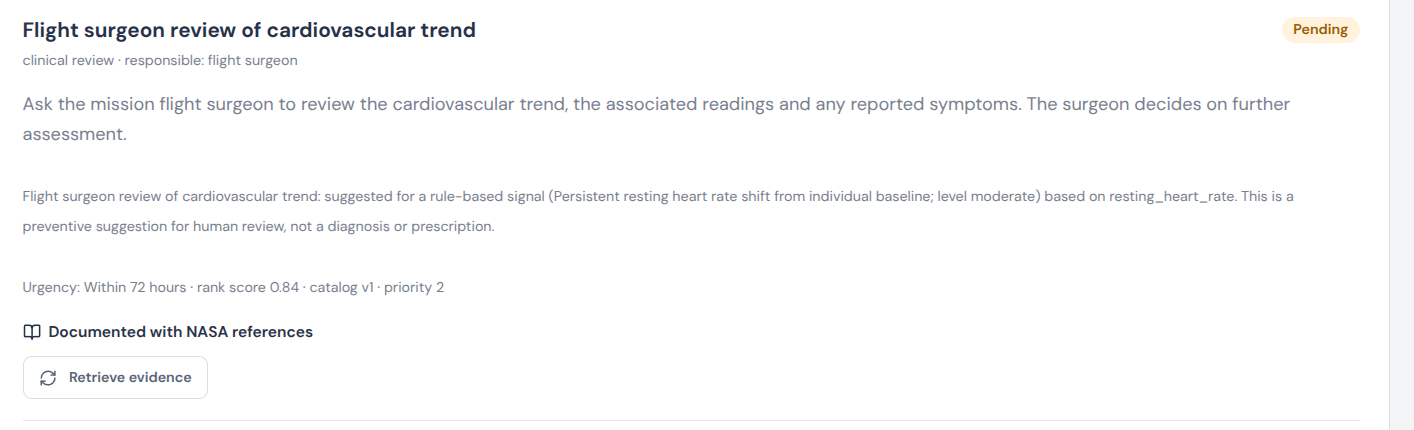 Flight surgeon review of cardiovascular trend
Pending
clinical review · responsible: flight surgeon
Ask the mission flight surgeon to review the cardiovascular trend, the associated readings and any reported symptoms. The surgeon decides on further
assessment.
Flight surgeon review of cardiovascular trend: suggested for a rule-based signal (Persistent resting heart rate shift from individual baseline; level moderate) based on resting_heart_rate. This is a
preventive suggestion for human review, not a diagnosis or prescription.
Urgency: Within 72 hours · rank score 0.84 · catalog v1 · priority 2
Documented with NASA references
Retrieve evidence